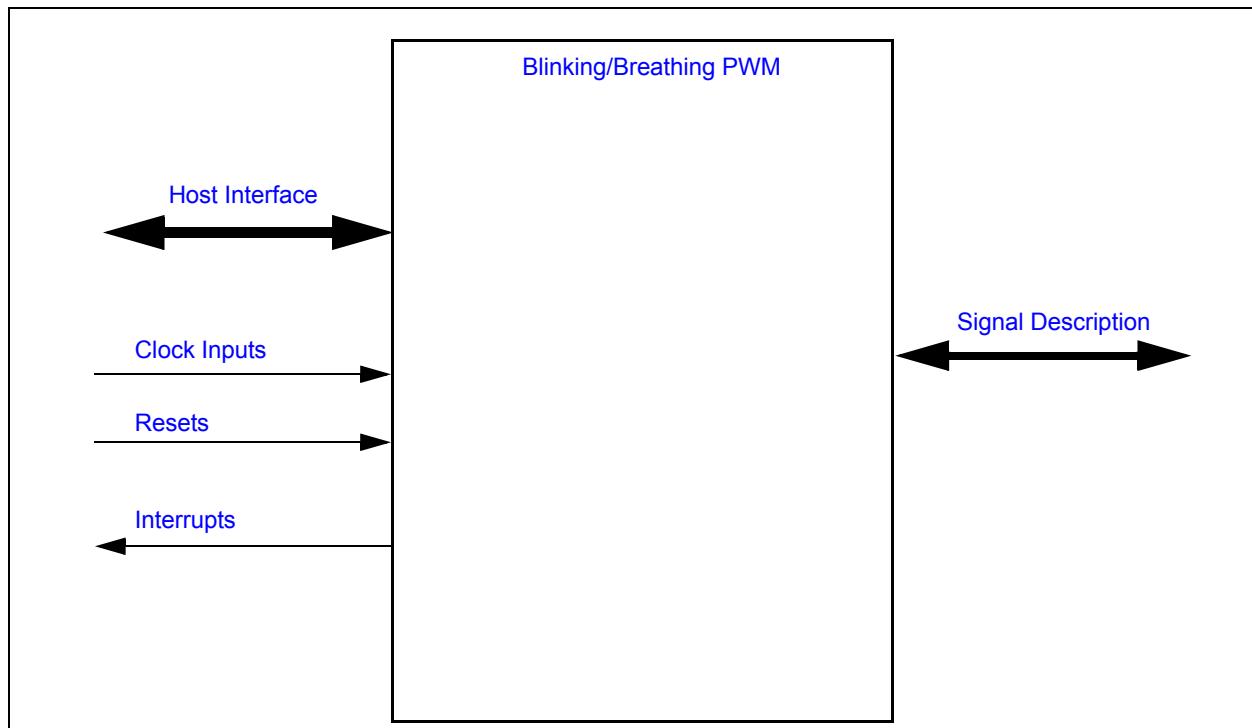 Blinking/Breathing PWM
Host Interface
Signal Description
Clock Inputs
Resets
Interrupts